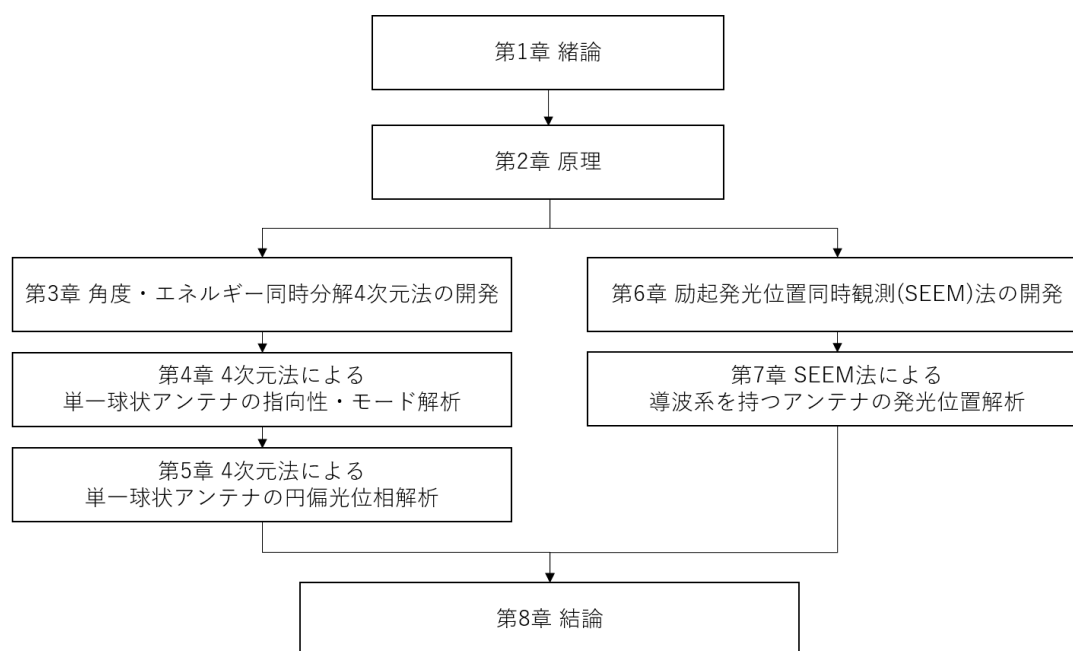 第1章 緒論
第2章 原理
第3章 角度・エネルギー同時分解4次元法の開発
第4章 4次元法による
単一球状アンテナの指向性・モード解析
第5章 4次元法による
単一球状アンテナの円偏光位相解析
第6章 励起発光位置同時観測(SEEM)法の開発
第7章 SEEM法による
導波系を持つアンテナの発光位置解析
第8章 結論